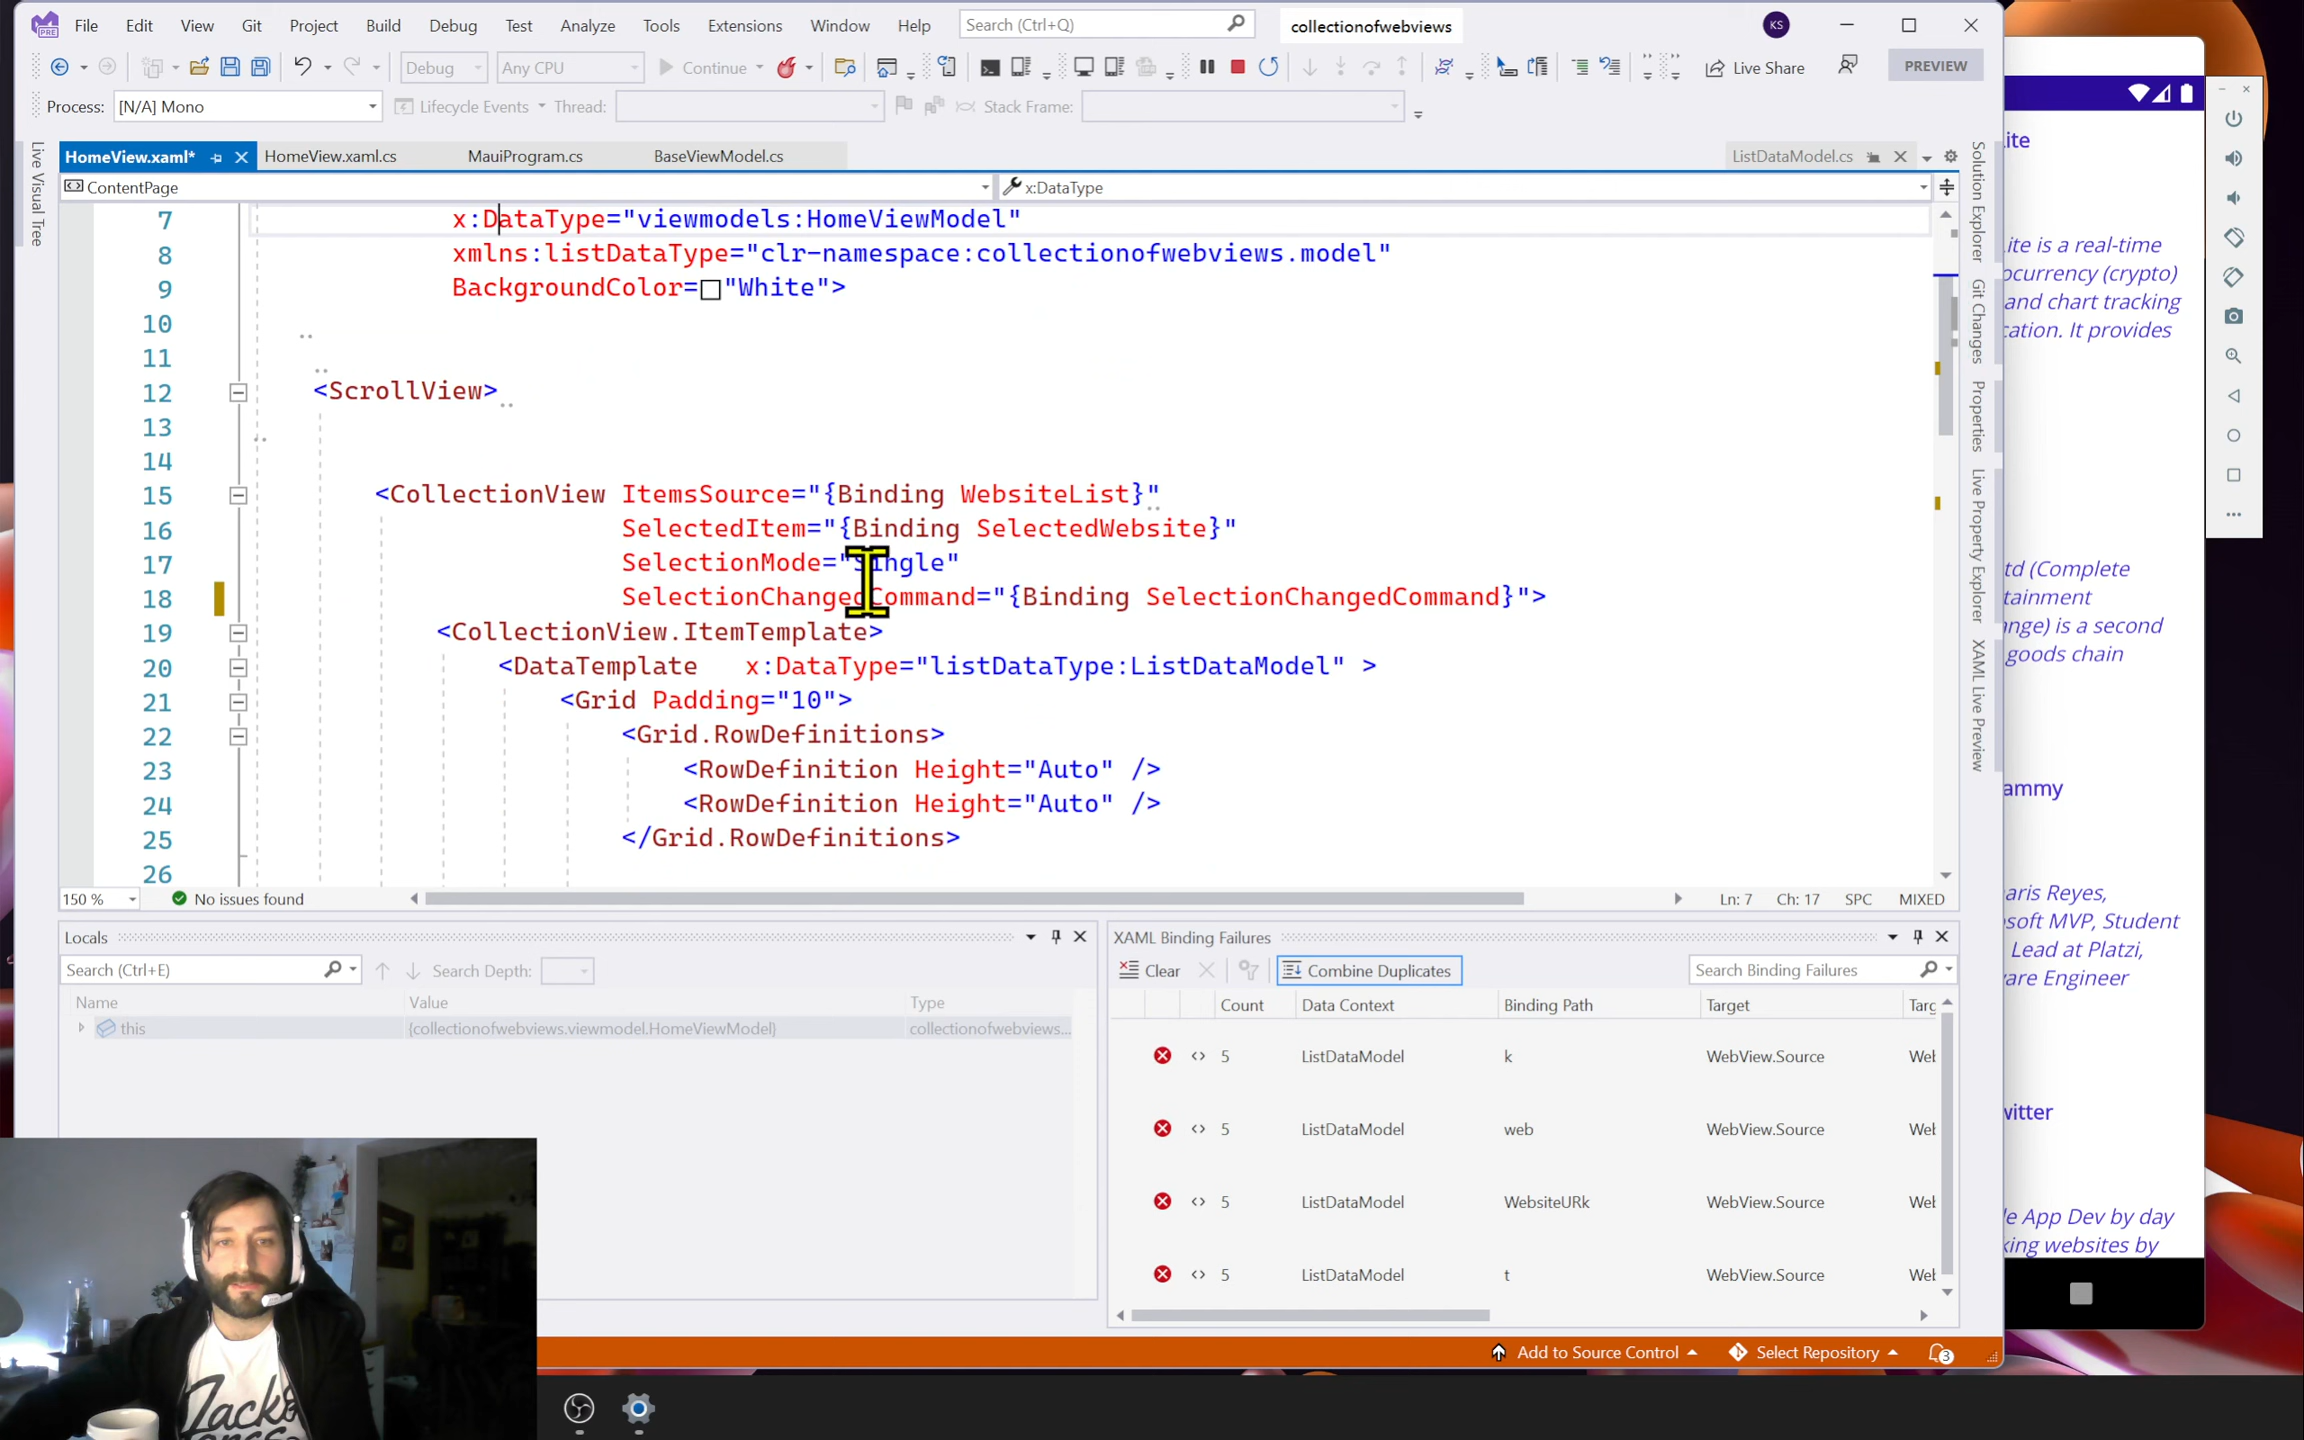 PRE File Edit View Git Project Build Debug Test Analyze Tools Extensions Window Help Search (Ctrl+Q) collectionofwebviews KS
Debug Any CPU Continue Live Share PREVIEW
Process: [N/A] Mono Lifecycle Events Thread: Stack Frame:
HomeView.xaml* HomeView.xaml.cs MauiProgram.cs BaseViewModel.cs ListDataModel.cs
ContentPage x:DataType
7 x:DataType="viewmodels:HomeViewModel"
8 xmlns:listDataType="clr-namespace:collectionofwebviews.model"
9 BackgroundColor="White">
10
11
12 <ScrollView>
13
14
15 <CollectionView ItemsSource="{Binding WebsiteList}"
16 SelectedItem="{Binding SelectedWebsite}"
17 SelectionMode="Single"
18 SelectionChangedCommand="{Binding SelectionChangedCommand}">
19 <CollectionView.ItemTemplate>
20 <DataTemplate x:DataType="listDataType:ListDataModel" >
21 <Grid Padding="10">
22 <Grid.RowDefinitions>
23 <RowDefinition Height="Auto" />
24 <RowDefinition Height="Auto" />
25 </Grid.RowDefinitions>
26
150 % No issues found Ln: 7 Ch: 17 SPC MIXED
Live Visual Tree
Solution Explorer
Git Changes
Properties
Live Property Explorer
XAML Live Preview
Locals
Search (Ctrl+E) Search Depth:
Name Value Type
this {collectionofwebviews.viewmodel.HomeViewModel} collectionofwebviews...
XAML Binding Failures
Clear Combine Duplicates Search Binding Failures
Count Data Context Binding Path Target Targ
5 ListDataModel k WebView.Source Wel
5 ListDataModel web WebView.Source Wel
5 ListDataModel WebsiteURk WebView.Source Wel
5 ListDataModel t WebView.Source Wel
Add to Source Control Select Repository 3
ite
ite is a real-time
ocurrency (crypto)
and chart tracking
cation. It provides
td (Complete
tainment
nge) is a second
goods chain
ammy
aris Reyes,
soft MVP, Student
Lead at Platzi,
are Engineer
witter
e App Dev by day
king websites by